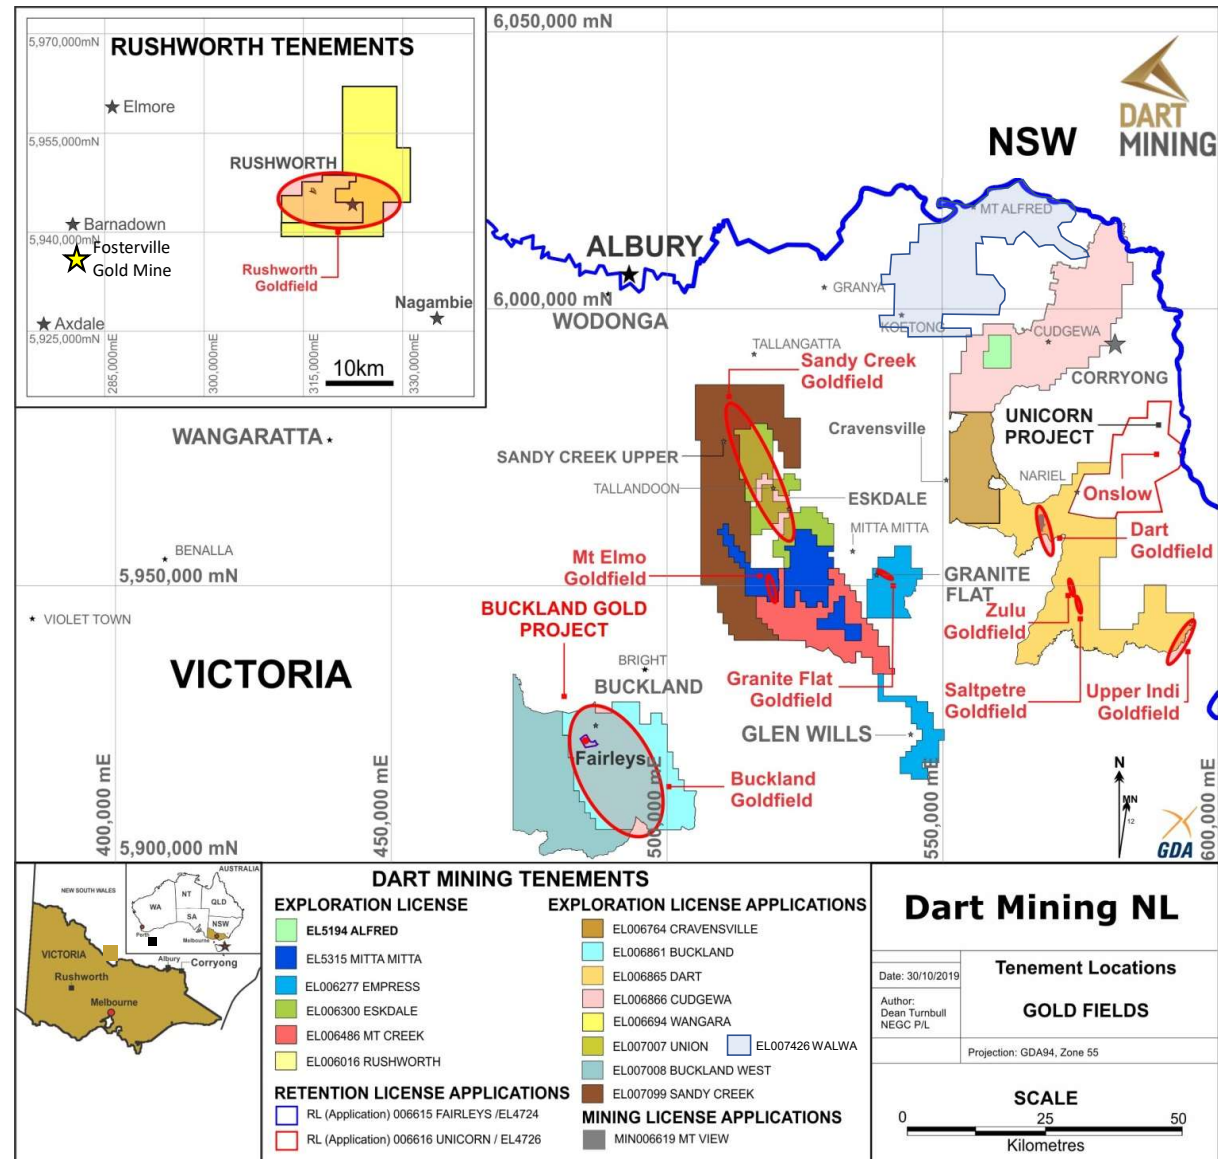 RUSHWORTH TENEMENTS
5,970,000mN
Elmore
5,955,000mN
RUSHWORTH
Barnadown
5,940,000mN
Fosterville
Gold Mine
Rushworth
Goldfield
Nagambie
Axdale
5,925,000mN
285,000mE
300,000mE
315,000mE
330,000mE
10km
6,050,000 mN
DART
MINING
NSW
MT ALFRED
ALBURY
GRANYA
6,000,000 mN
WODONGA
KOETONG
CUDGEWA
TALLANGATTA
Sandy Creek
Goldfield
CORRYONG
UNICORN
PROJECT
Cravensville
WANGARATTA
SANDY CREEK UPPER
NARIEL
TALLANDOON
ESKDALE
Onslow
MITTA MITTA
Dart
Goldfield
BENALLA
5,950,000 mN
Mt Elmo
Goldfield
GRANITE
FLAT
VIOLET TOWN
BUCKLAND GOLD
PROJECT
Zulu
Goldfield
VICTORIA
BRIGHT
BUCKLAND
Granite Flat
Goldfield
Saltpetre
Goldfield
Upper Indi
Goldfield
GLEN WILLS
Fairleys
Buckland
Goldfield
400,000 mE
450,000 mE
500,000 mE
550,000 mE
600,000 mE
5,900,000 mN
N
MN
12
GDA
AUSTRALIA
NEW SOUTH WALES
NT
WA
QLD
SA
NSW
Perth
Melbourne
VICTORIA
Albury
Corryong
Rushworth
Melbourne
DART MINING TENEMENTS
EXPLORATION LICENSE
EL5194 ALFRED
EL5315 MITTA MITTA
EL006277 EMPRESS
EL006300 ESKDALE
EL006486 MT CREEK
EL006016 RUSHWORTH
RETENTION LICENSE APPLICATIONS
RL (Application) 006615 FAIRLEYS /EL4724
RL (Application) 006616 UNICORN / EL4726
EXPLORATION LICENSE APPLICATIONS
EL006764 CRAVENSVILLE
EL006861 BUCKLAND
EL006865 DART
EL006866 CUDGEWA
EL006694 WANGARA
EL007007 UNION
EL007426 WALWA
EL007008 BUCKLAND WEST
EL007099 SANDY CREEK
MINING LICENSE APPLICATIONS
MIN006619 MT VIEW
Dart Mining NL
Date: 30/10/2019
Author:
Dean Turnbull
NEGC P/L
Tenement Locations
GOLD FIELDS
Projection: GDA94, Zone 55
SCALE
0 25 50
Kilometres